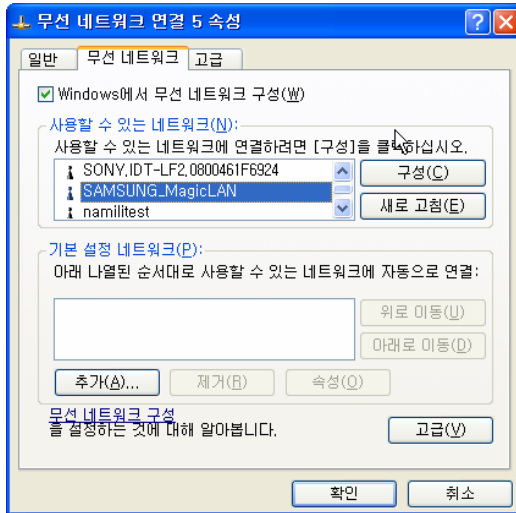 무선 네트워크 연결 5 속성
일반 무선 네트워크 고급
Windows에서 무선 네트워크 구성(W)
사용할 수 있는 네트워크(N):
사용할 수 있는 네트워크에 연결하려면 [구성]을 클릭하십시오.
SONY,IDT-LF2,0800461F6924
SAMSUNG_MagicLAN
namilitest
구성(C)
새로 고침(E)
기본 설정 네트워크(P):
아래 나열된 순서대로 사용할 수 있는 네트워크에 자동으로 연결:
위로 이동(U)
아래로 이동(D)
추가(A)... 제거(R) 속성(O)
무선 네트워크 구성
을 설정하는 것에 대해 알아봅니다.
고급(V)
확인 취소